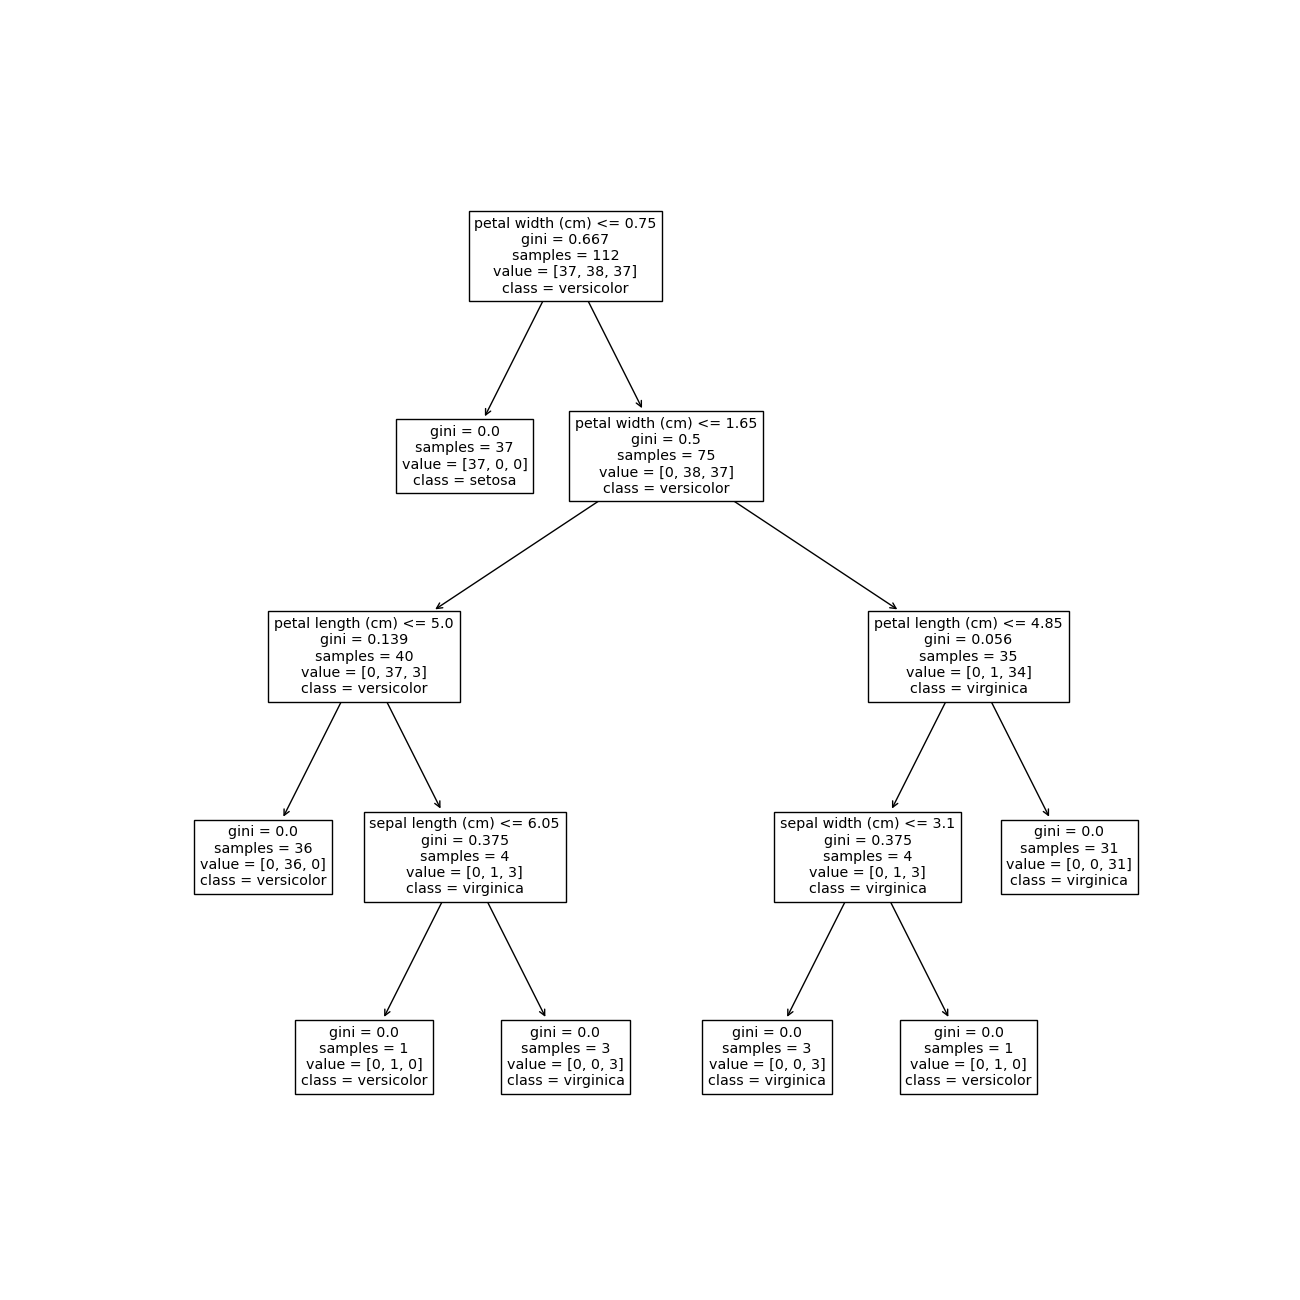 petal width (cm) <= 0.75
gini = 0.667
samples = 112
value = [37, 38, 37]
class = versicolor
gini = 0.0
samples = 37
value = [37, 0, 0]
class = setosa
petal width (cm) <= 1.65
gini = 0.5
samples = 75
value = [0, 38, 37]
class = versicolor
petal length (cm) <= 5.0
gini = 0.139
samples = 40
value = [0, 37, 3]
class = versicolor
petal length (cm) <= 4.85
gini = 0.056
samples = 35
value = [0, 1, 34]
class = virginica
gini = 0.0
samples = 36
value = [0, 36, 0]
class = versicolor
sepal length (cm) <= 6.05
gini = 0.375
samples = 4
value = [0, 1, 3]
class = virginica
sepal width (cm) <= 3.1
gini = 0.375
samples = 4
value = [0, 1, 3]
class = virginica
gini = 0.0
samples = 31
value = [0, 0, 31]
class = virginica
gini = 0.0
samples = 1
value = [0, 1, 0]
class = versicolor
gini = 0.0
samples = 3
value = [0, 0, 3]
class = virginica
gini = 0.0
samples = 3
value = [0, 0, 3]
class = virginica
gini = 0.0
samples = 1
value = [0, 1, 0]
class = versicolor